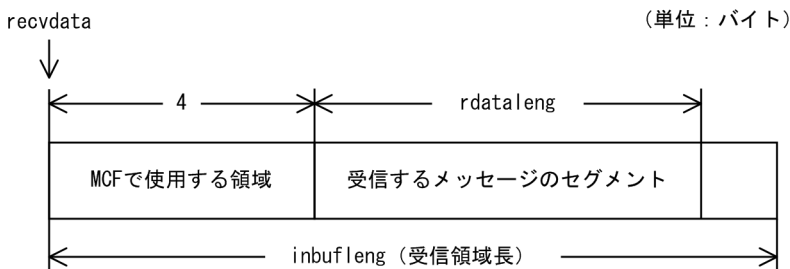 recvdata
(単位：バイト)
4
rdataleng
MCFで使用する領域
受信するメッセージのセグメント
inbufleng（受信領域長）